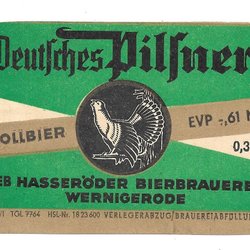 Deutsches Pilsner
OLLBIER
EVP -,61 M
0,3
EB HASSERÖDER BIERBRAUERE
WERNIGERODE
TGL 7764 HSL-Nr. 18 23 600 VERLEGERABZUG/BRAUEREIABFÜLLU